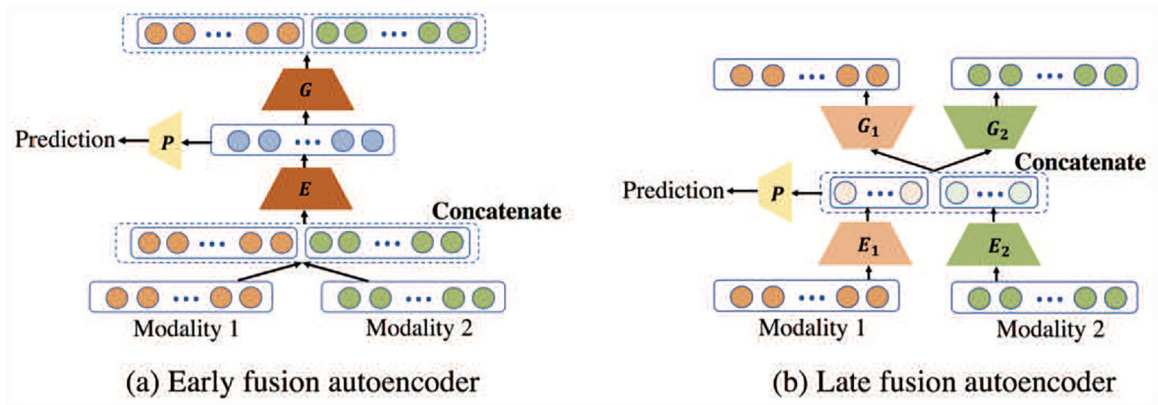 G
Prediction
P
E
Concatenate
Modality 1
Modality 2
(a) Early fusion autoencoder
G₁
G₂
Concatenate
Prediction
P
E₁
E₂
Modality 1
Modality 2
(b) Late fusion autoencoder